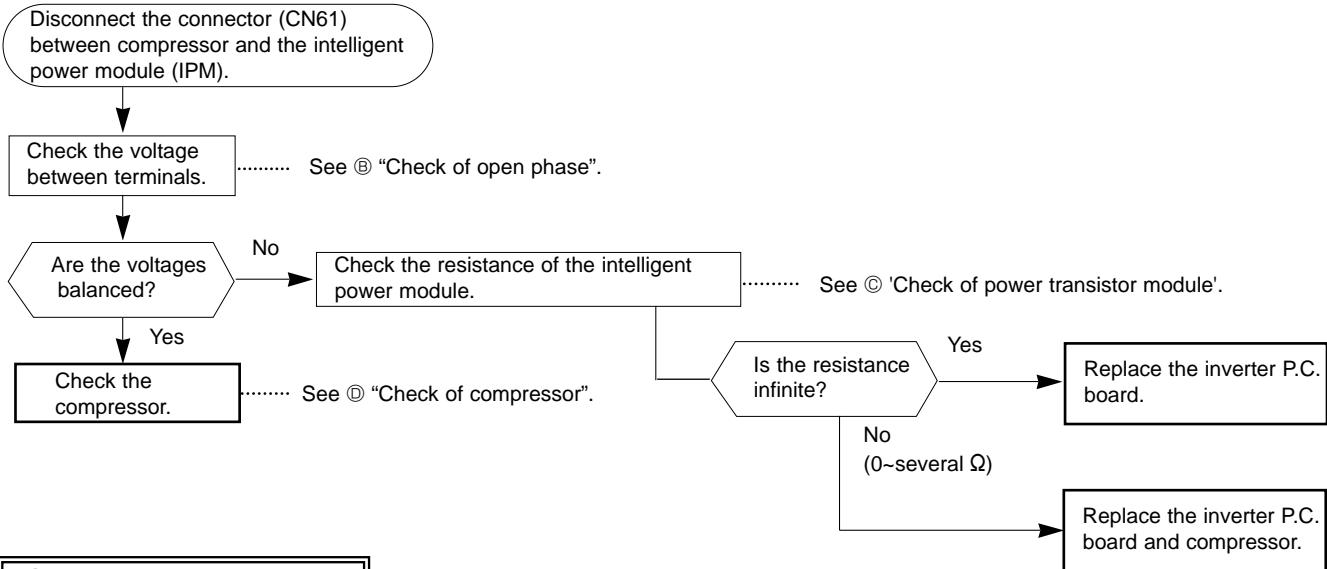 Disconnect the connector (CN61)
between compressor and the intelligent
power module (IPM).
Check the voltage
between terminals.
.......... See Ⓑ “Check of open phase”.
Are the voltages
balanced?
No
Check the resistance of the intelligent
power module.
.......... See Ⓒ 'Check of power transistor module'.
Yes
Check the
compressor.
......... See Ⓓ “Check of compressor”.
Is the resistance
infinite?
Yes
Replace the inverter P.C.
board.
No
(0~several Ω)
Replace the inverter P.C.
board and compressor.